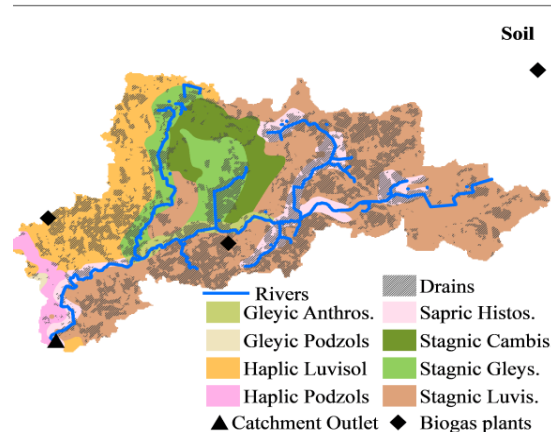 Soil
Rivers
Drains
Gleyic Anthros.
Sapric Histos.
Gleyic Podzols
Stagnic Cambis
Haplic Luvisol
Stagnic Gleys.
Haplic Podzols
Stagnic Luvis.
Catchment Outlet
Biogas plants